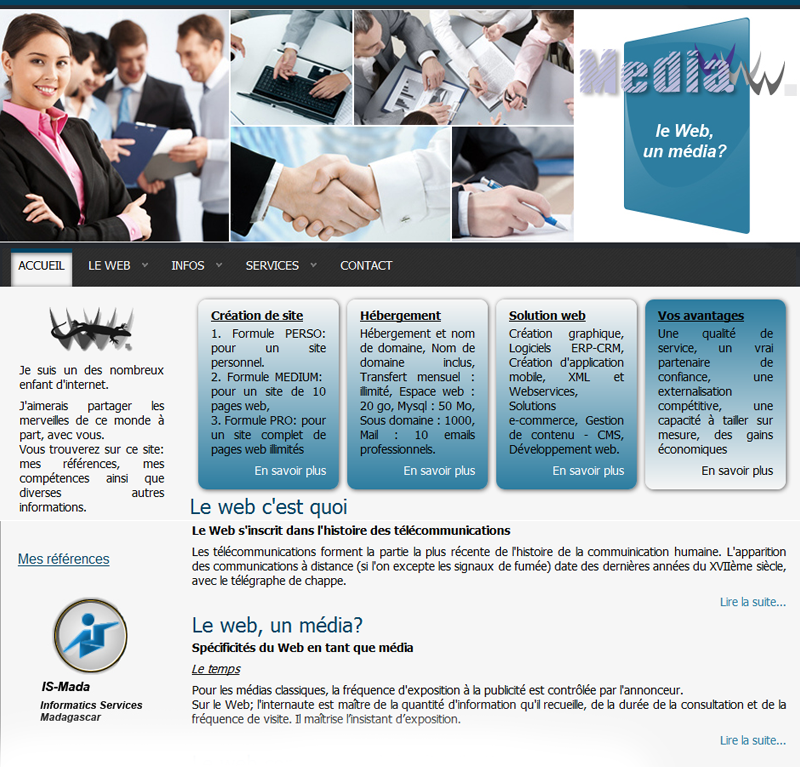 Media
le Web,
un média?
ACCUEIL
LE WEB
INFOS
SERVICES
CONTACT
Je suis un des nombreux
enfant d'internet.
J'aimerais partager les
merveilles de ce monde à
part, avec vous.
Vous trouverez sur ce site:
mes références, mes
compétences ainsi que
diverses autres
informations.
Création de site
1. Formule PERSO:
pour un site
personnel.
2. Formule MEDIUM:
pour un site de 10
pages web,
3. Formule PRO: pour
un site complet de
pages web illimités
En savoir plus
Hébergement
Hébergement et nom
de domaine, Nom de
domaine inclus,
Transfert mensuel :
illimité, Espace web :
20 go, Mysql : 50 Mo,
Sous domaine : 1000,
Mail : 10 emails
professionnels.
En savoir plus
Solution web
Création graphique,
Logiciels ERP-CRM,
Création d'application
mobile, XML et
Webservices,
Solutions
e-commerce, Gestion
de contenu - CMS,
Développement web.
En savoir plus
Vos avantages
Une qualité de
service, un vrai
partenaire de
confiance, une
externalisation
compétitive, une
capacité à tailler sur
mesure, des gains
économiques
En savoir plus
Le web c'est quoi
Le Web s'inscrit dans l'histoire des télécommunications
Les télécommunications forment la partie la plus récente de l'histoire de la commuinication humaine. L'apparition
des communications à distance (si l'on excepte les signaux de fumée) date des dernières années du XVIIème siècle,
avec le télégraphe de chappe.
Lire la suite...
Mes références
IS-Mada
Informatics Services
Madagascar
Le web, un média?
Spécificités du Web en tant que média
Le temps
Pour les médias classiques, la fréquence d'exposition à la publicité est contrôlée par l'annonceur.
Sur le Web; l'internaute est maître de la quantité d'information qu'il recueille, de la durée de la consultation et de la
fréquence de visite. Il maîtrise l'insistant d'exposition.
Lire la suite...